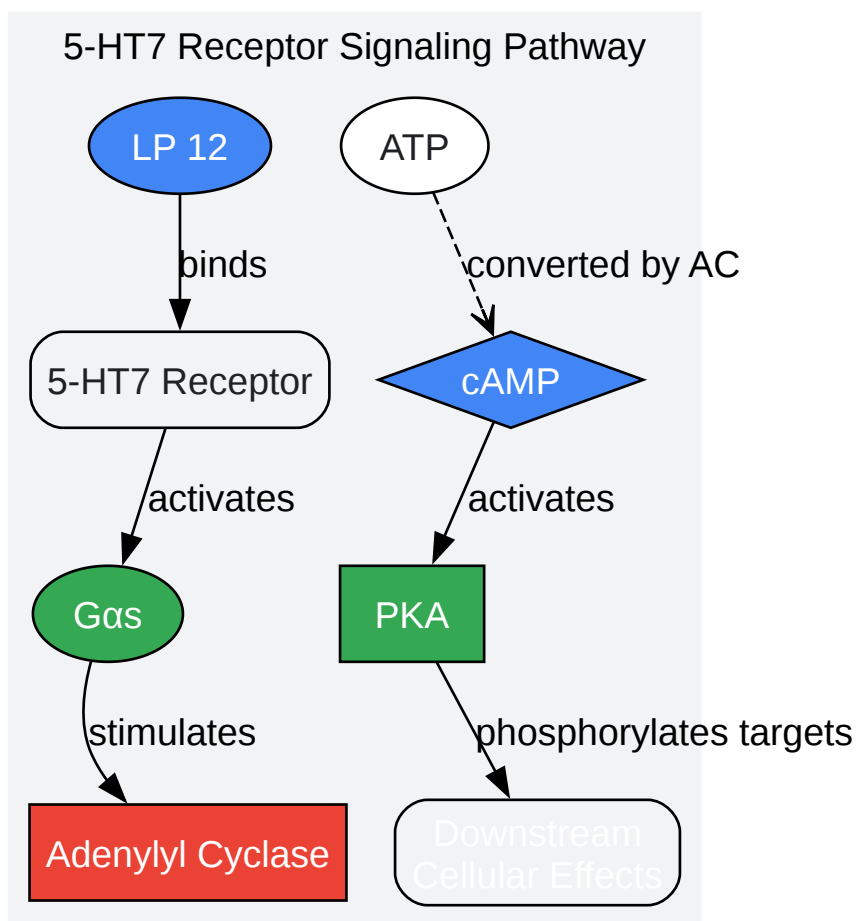 5-HT7 Receptor Signaling Pathway
LP 12
ATP
binds
converted by AC
5-HT7 Receptor
cAMP
activates
activates
Gαs
PKA
stimulates
phosphorylates targets
Adenylyl Cyclase
Downstream
Cellular Effects